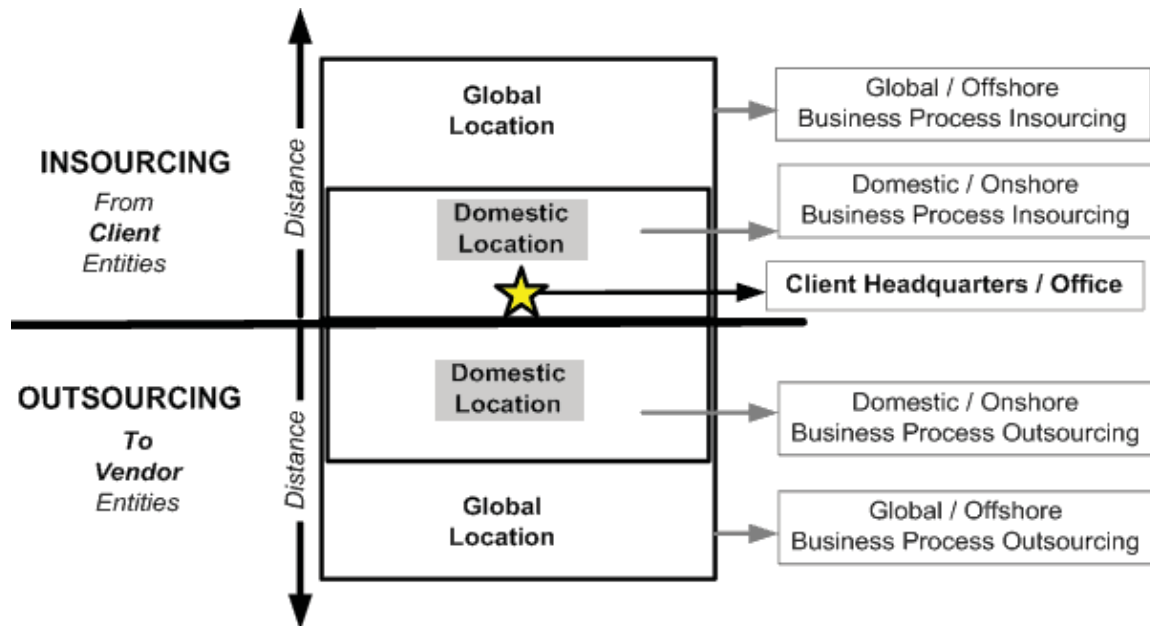 INSOURCING
From
Client
Entities
OUTSOURCING
To
Vendor
Entities
Distance
Distance
Global
Location
Domestic
Location
Domestic
Location
Global
Location
Global / Offshore
Business Process Insourcing
Domestic / Onshore
Business Process Insourcing
Client Headquarters / Office
Domestic / Onshore
Business Process Outsourcing
Global / Offshore
Business Process Outsourcing